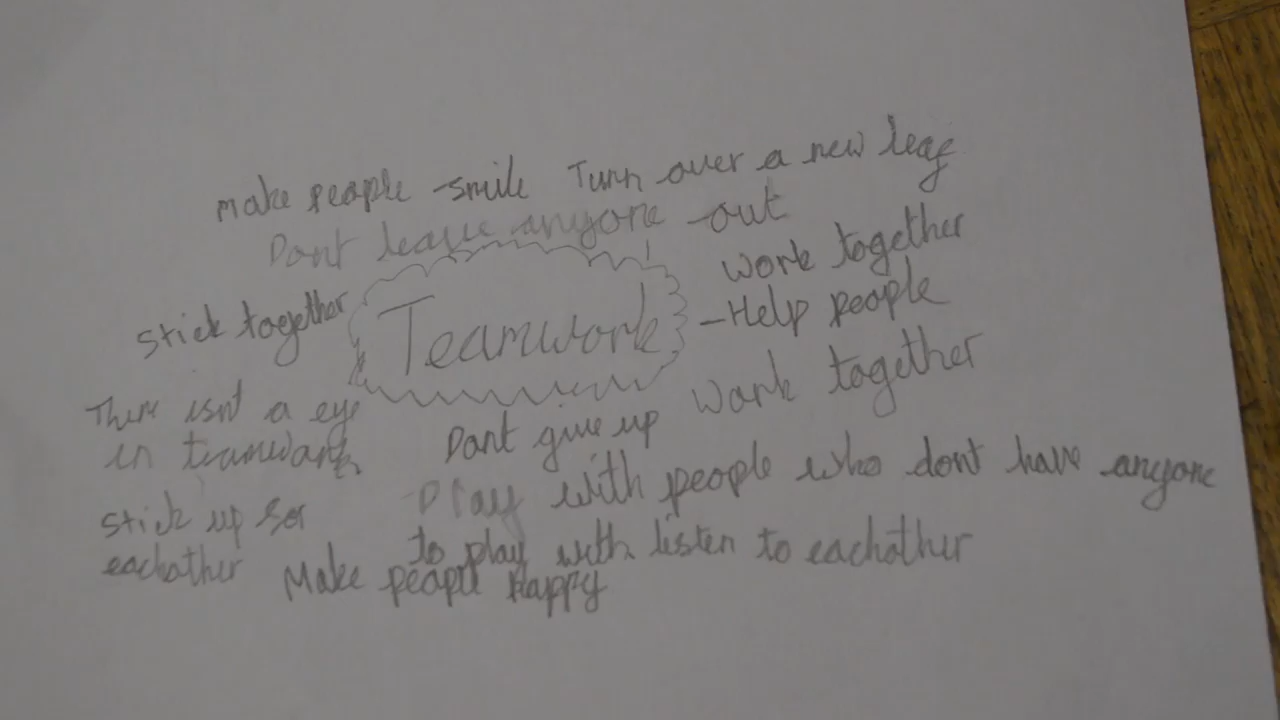 make people smile Turn over a new leaf
Dont leave anyone out
work together
stick together
Teamwork
-Help people
There isnt a eye
in teamwork
Dont give up work together
Play with people who dont have anyone
to play with listen to eachother
stick up for
eachother Make people happy